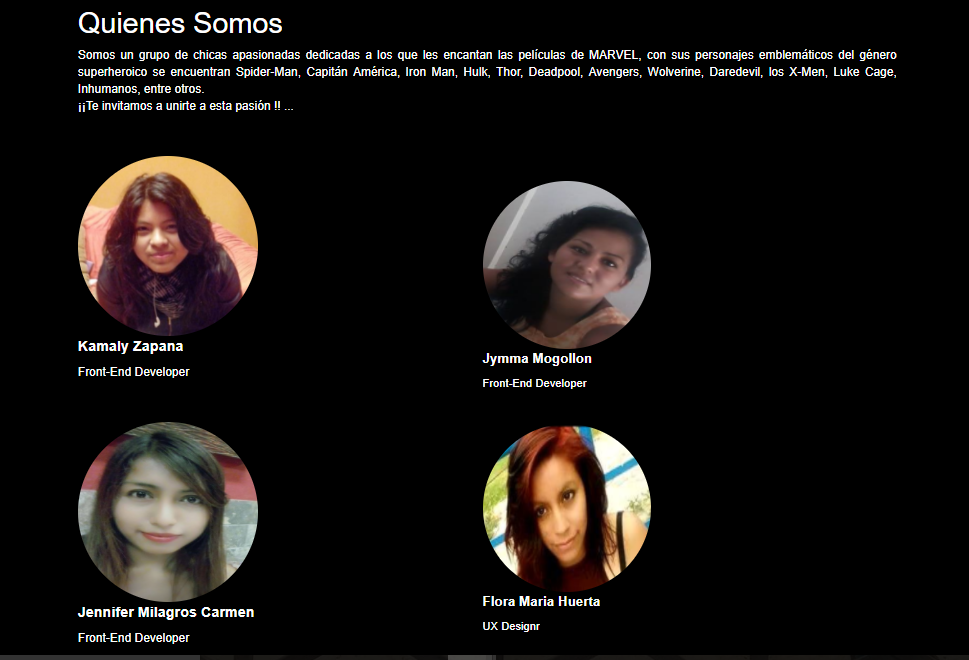 Quienes Somos
Somos un grupo de chicas apasionadas dedicadas a los que les encantan las películas de MARVEL, con sus personajes emblemáticos del género
superheroico se encuentran Spider-Man, Capitán América, Iron Man, Hulk, Thor, Deadpool, Avengers, Wolverine, Daredevil, los X-Men, Luke Cage,
Inhumanos, entre otros.
¡¡Te invitamos a unirte a esta pasión !! ...
Kamaly Zapana
Front-End Developer
Jymma Mogollon
Front-End Developer
Jennifer Milagros Carmen
Front-End Developer
Flora Maria Huerta
UX Designr